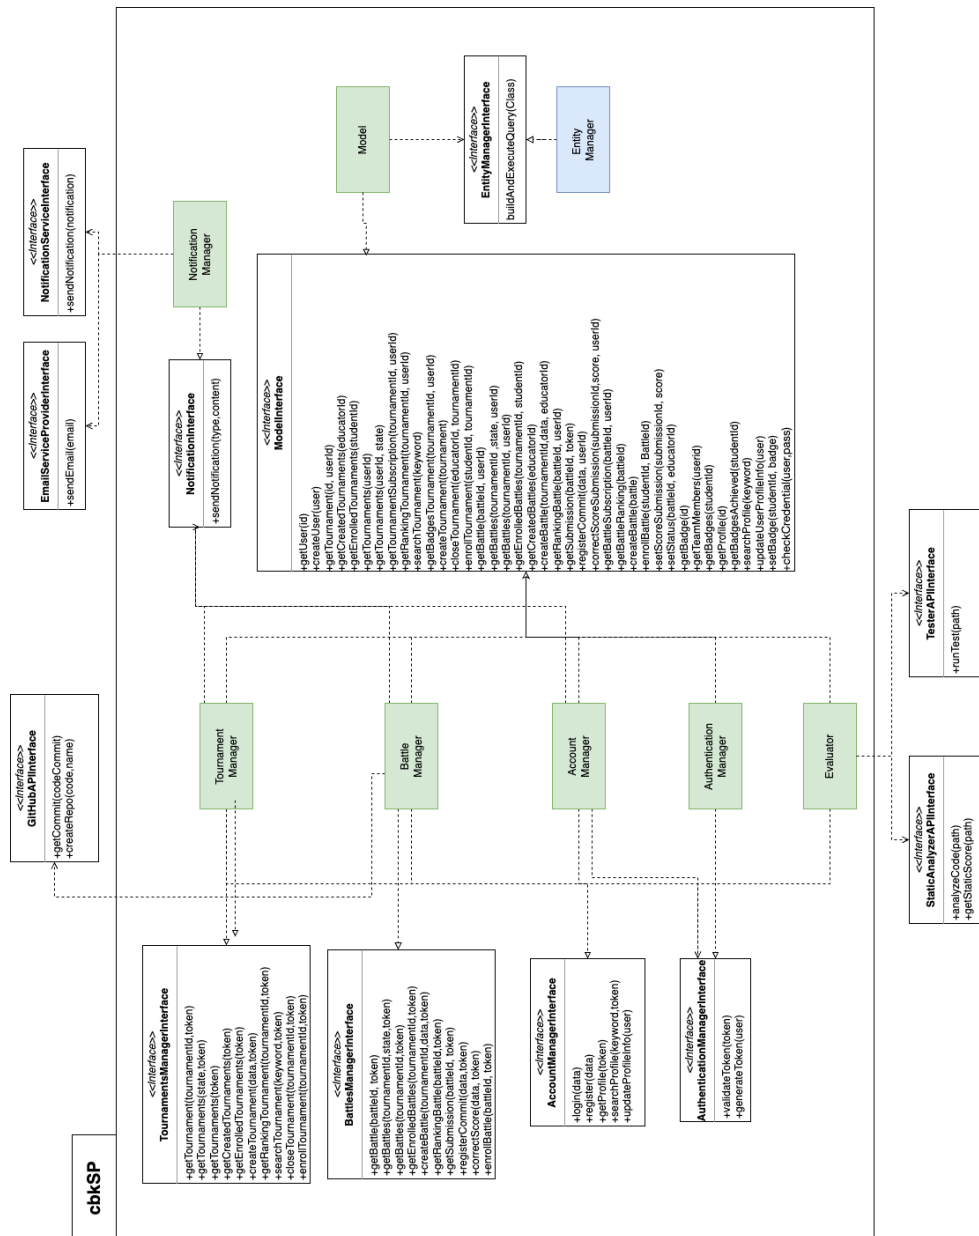 cbkSP
<<Interface>>
TournamentsManagerInterface
+getTournament(tournamentId,token)
+getTournaments(state,token)
+getTournaments(token)
+getCreatedTournaments(token)
+getEnrolledTournaments(token)
+createTournament(data,token)
+getRankingTournament(tournamentId,token)
+searchTournament(keyword,token)
+closeTournament(tournamentId,token)
+enrollTournament(tournamentId,token)
<<Interface>>
BattlesManagerInterface
+getBattle(battleId, token)
+getBattles(tournamentId,state,token)
+getBattles(tournamentId,token)
+getEnrolledBattles(tournamentId,token)
+createBattle(tournamentId,data,token)
+getRankingBattle(battleId,token)
+getSubmission(battleId, token)
+registerCommit(data,token)
+correctScore(data, token)
+enrollBattle(battleId, token)
<<Interface>>
AccountManagerInterface
+login(data)
+register(data)
+getProfile(token)
+searchProfile(keyword,token)
+updateProfileInfo(user)
<<Interface>>
AuthenticationManagerInterface
+validateToken(token)
+generateToken(user)
<<Interface>>
GitHubAPIInterface
+getCommit(codeCommit)
+createRepo(code,name)
Tournament
Manager
Battle
Manager
Account
Manager
Authentication
Manager
Evaluator
<<Interface>>
StaticAnalyzerAPIInterface
+analyzeCode(path)
+getStaticScore(path)
<<Interface>>
TesterAPIInterface
+runTest(path)
<<Interface>>
EmailServiceProviderInterface
+sendEmail(email)
<<Interface>>
NotificationServiceInterface
+sendNotification(notification)
<<Interface>>
NotificationInterface
+sendNotification(type,content)
Notification
Manager
<<Interface>>
ModelInterface
+getUser(id)
+createUser(user)
+getTournament(id, userId)
+getCreatedTournaments(educatorId)
+getEnrolledTournaments(studentId)
+getTournaments(userId)
+getTournaments(userId, state)
+getTournamentSubscription(tournamentId, userId)
+getRankingTournament(tournamentId, userId)
+searchTournament(keyword)
+getBadgesTournament(tournamentId, userId)
+createTournament(tournament)
+closeTournament(educatorId, tournamentId)
+enrollTournament(studentId, tournamentId)
+getBattle(battleId, userId)
+getBattles(tournamentId ,state, userId)
+getBattles(tournamentId, userId)
+getEnrolledBattles(tournamentId, studentId)
+getCreatedBattles(educatorId)
+createBattle(tournamentId,data, educatorId)
+getRankingBattle(battleId, userId)
+getSubmission(battleId, token)
+registerCommit(data, userId)
+correctScoreSubmission(submissionId,score, userId)
+getBattleSubscription(battleId, userId)
+getBattleRanking(battleId)
+createBattle(battle)
+enrollBattle(studentId, BattleId)
+setScoreSubmission(submissionId, score)
+setStatus(battleId, educatorId)
+getBadge(id)
+getTeamMembers(userId)
+getBadges(studentId)
+getProfile(id)
+getBadgesAchieved(studentId)
+searchProfile(keyword)
+updateUserProfileInfo(user)
+setBadge(studentId, badge)
+checkCredential(user,pass)
Model
<<Interface>>
EntityManagerInterface
buildAndExecuteQuery(Class)
Entity
Manager